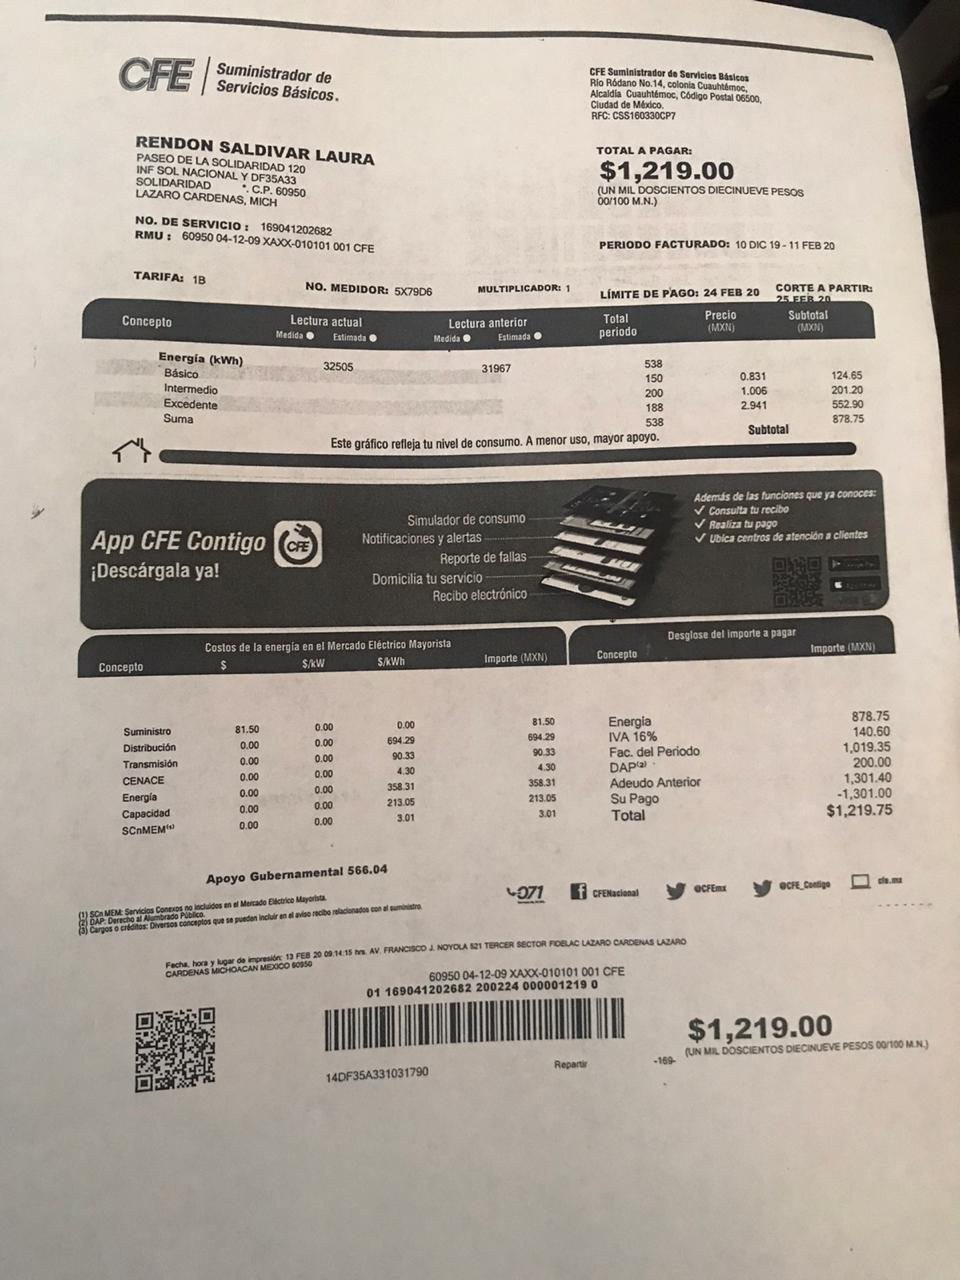 CFE Suministrador de
Servicios Básicos.
CFE Suministrador de Servicios Básicos
Río Ródano No.14, colonia Cuauhtémoc,
Alcaldía Cuauhtémoc, Código Postal 06500,
Ciudad de México.
RFC: CSS160330CP7
RENDON SALDIVAR LAURA
PASEO DE LA SOLIDARIDAD 120
INF SOL NACIONAL Y DF35A33
SOLIDARIDAD *. C.P. 60950
LAZARO CARDENAS, MICH
TOTAL A PAGAR:
$1,219.00
(UN MIL DOSCIENTOS DIECINUEVE PESOS
00/100 M.N.)
NO. DE SERVICIO : 169041202682
RMU : 60950 04-12-09 XAXX-010101 001 CFE
PERIODO FACTURADO: 10 DIC 19 - 11 FEB 20
TARIFA: 1B NO. MEDIDOR: 5X79D6 MULTIPLICADOR: 1 LÍMITE DE PAGO: 24 FEB 20 CORTE A PARTIR:
25 FEB 20
Concepto Lectura actual Lectura anterior Total periodo Precio (MXN) Subtotal (MXN)
Medida Estimada Medida Estimada
Energía (kWh) 32505 31967 538
Básico 150 0.831 124.65
Intermedio 200 1.006 201.20
Excedente 188 2.941 552.90
Suma 538 Subtotal 878.75
Este gráfico refleja tu nivel de consumo. A menor uso, mayor apoyo.
App CFE Contigo CFE
¡Descárgala ya!
Simulador de consumo
Notificaciones y alertas
Reporte de fallas
Domicilia tu servicio
Recibo electrónico
Además de las funciones que ya conoces:
✓ Consulta tu recibo
✓ Realiza tu pago
✓ Ubica centros de atención a clientes
Costos de la energía en el Mercado Eléctrico Mayorista
Concepto $ $/kW $/kWh Importe (MXN)
Suministro 81.50 0.00 0.00 81.50
Distribución 0.00 0.00 694.29 694.29
Transmisión 0.00 0.00 90.33 90.33
CENACE 0.00 0.00 4.30 4.30
Energía 0.00 0.00 358.31 358.31
Capacidad 0.00 0.00 213.05 213.05
SCnMEM(1) 0.00 0.00 3.01 3.01
Desglose del importe a pagar
Concepto Importe (MXN)
Energía 878.75
IVA 16% 140.60
Fac. del Periodo 1,019.35
DAP(2) 200.00
Adeudo Anterior 1,301.40
Su Pago -1,301.00
Total $1,219.75
Apoyo Gubernamental 566.04
071 CFENacional @CFEmx @CFE_Contigo cfe.mx
(1) SCn MEM: Servicios Conexos no incluidos en el Mercado Eléctrico Mayorista.
(2) DAP: Derecho al Alumbrado Público.
(3) Cargos o créditos: Diversos conceptos que se pueden incluir en el aviso recibo relacionados con el suministro.
Fecha, hora y lugar de impresión: 13 FEB 20 09:14:15 hrs. AV. FRANCISCO J. NOYOLA 521 TERCER SECTOR FIDELAC LAZARO CARDENAS LAZARO
CARDENAS MICHOACAN MEXICO 60950
60950 04-12-09 XAXX-010101 001 CFE
01 169041202682 200224 000001219 0
14DF35A331031790
Repartir
-169-
$1,219.00
(UN MIL DOSCIENTOS DIECINUEVE PESOS 00/100 M.N.)